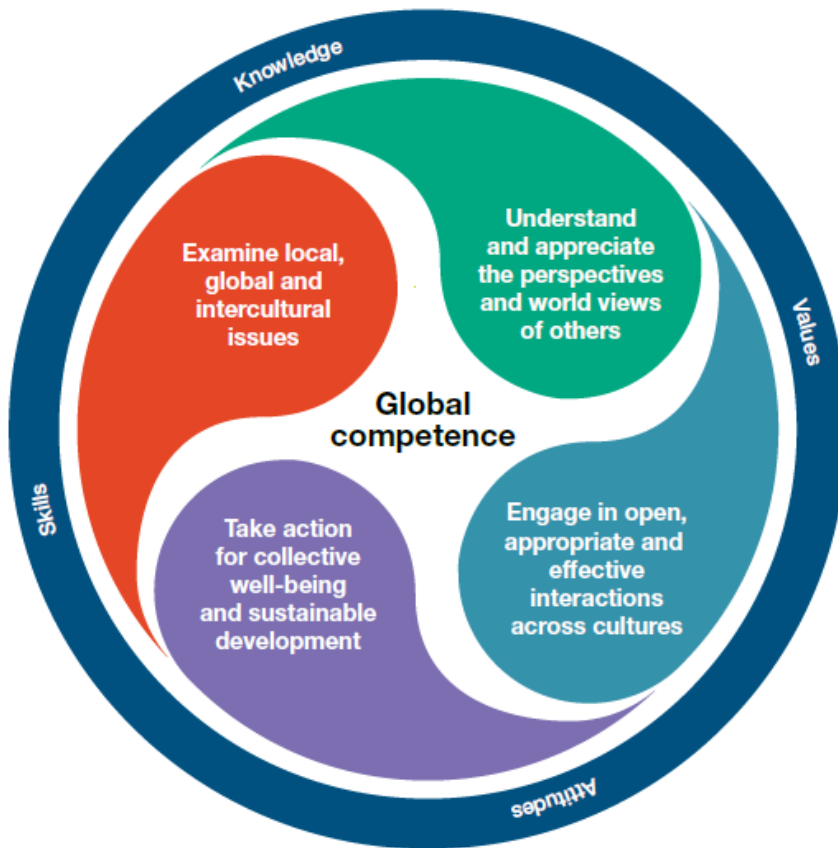 Knowledge
Examine local,
global and
intercultural
issues
Understand
and appreciate
the perspectives
and world views
of others
Values
Global
competence
Skills
Take action
for collective
well-being
and sustainable
development
Engage in open,
appropriate and
effective
interactions
across cultures
Attitudes